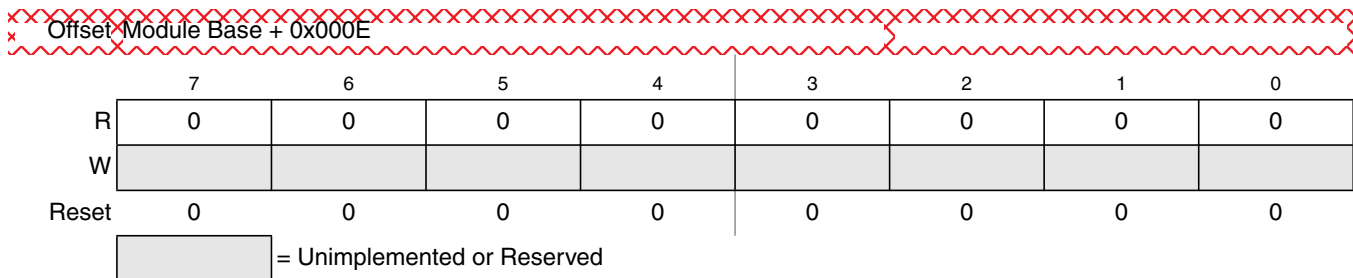 Offset Module Base + 0x000E
7 6 5 4 3 2 1 0
R 0 0 0 0 0 0 0 0
W
Reset 0 0 0 0 0 0 0 0
= Unimplemented or Reserved